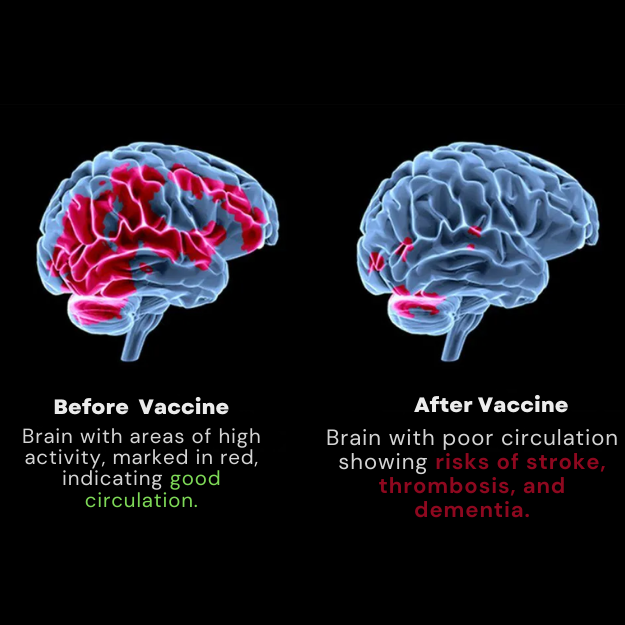 Before Vaccine
Brain with areas of high
activity, marked in red,
indicating good
circulation.
After Vaccine
Brain with poor circulation
showing risks of stroke,
thrombosis, and
dementia.